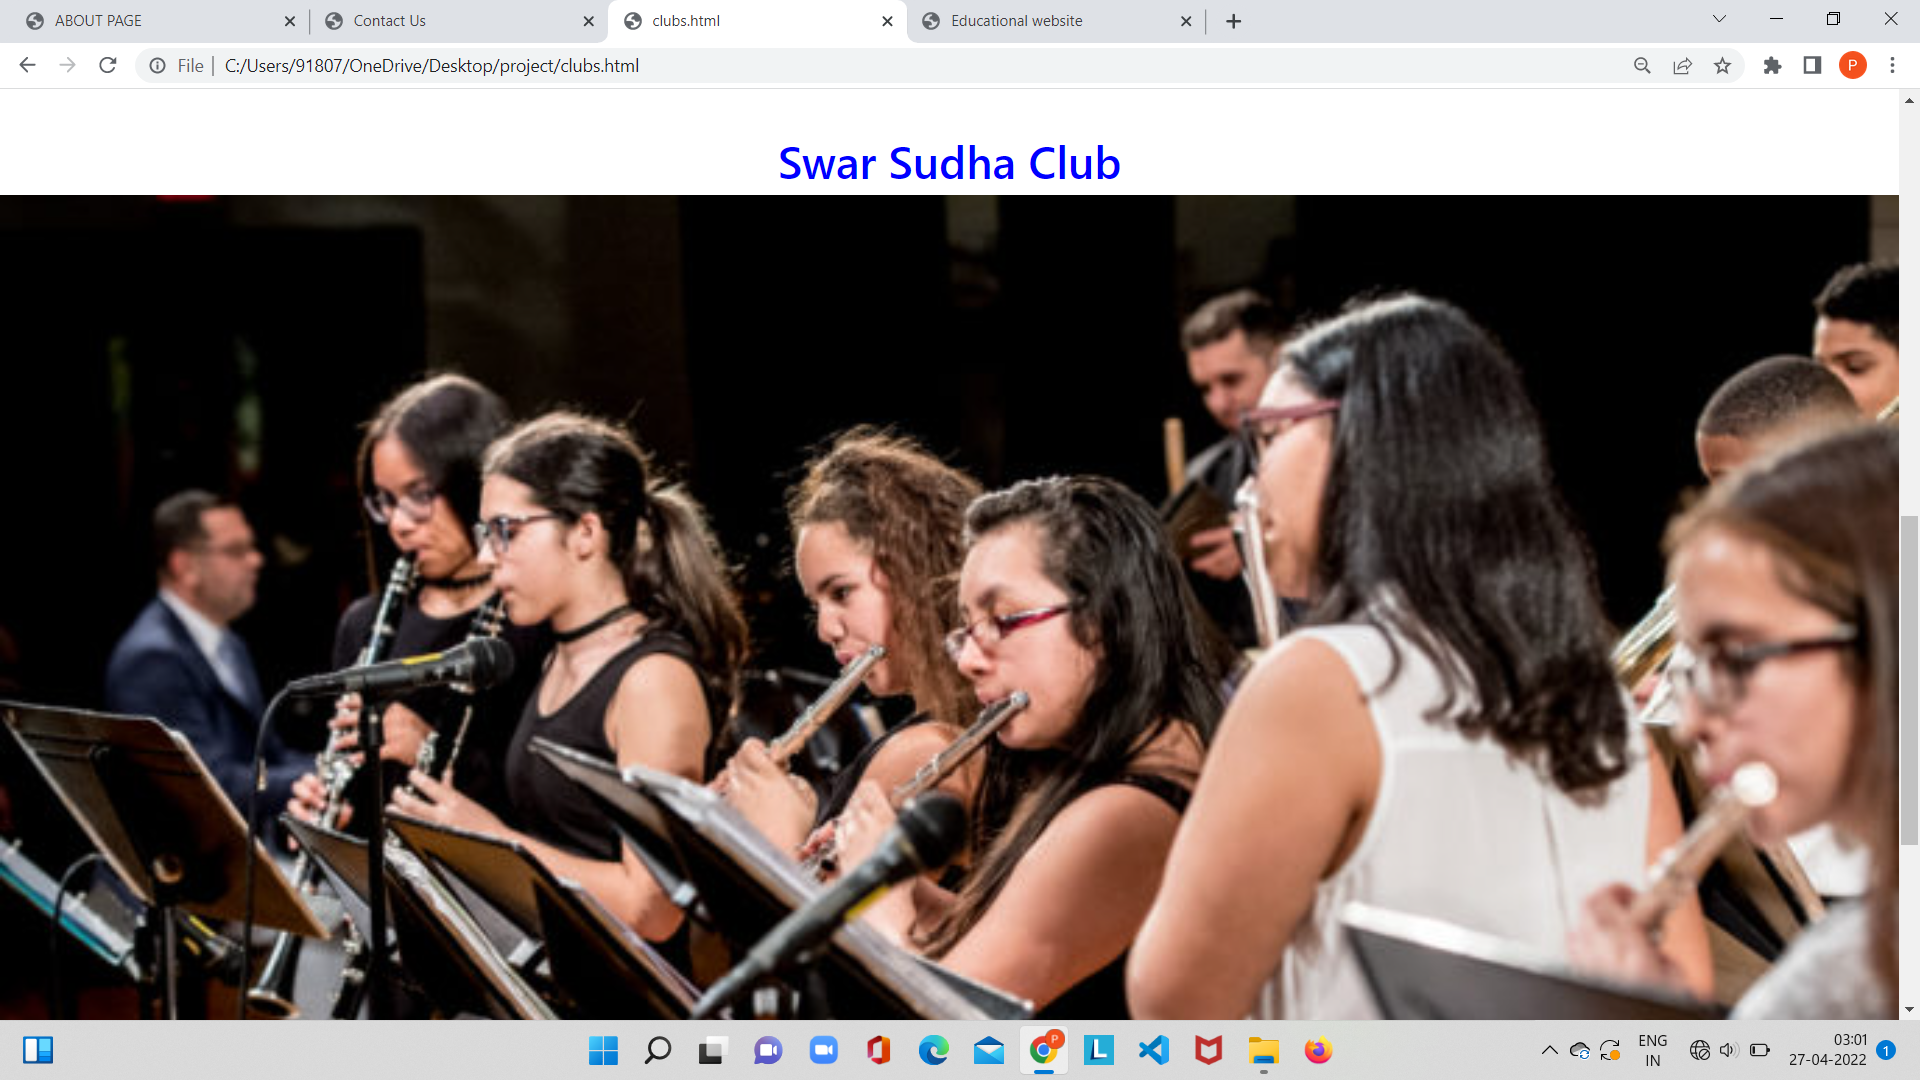 ABOUT PAGE
Contact Us
clubs.html
Educational website
File
C:/Users/91807/OneDrive/Desktop/project/clubs.html
P
Swar Sudha Club
P
L
ENG
IN
03:01
27-04-2022
1